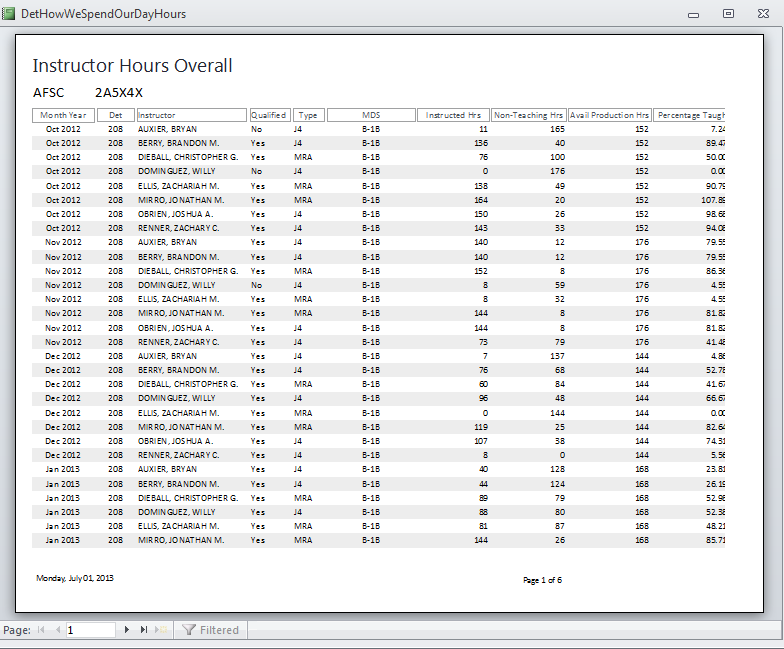 DetHowWeSpendOurDayHours
Instructor Hours Overall
AFSC 2A5X4X
Month Year Det Instructor Qualified Type MDS Instructed Hrs Non-Teaching Hrs Avail Production Hrs Percentage Taugh
Oct 2012 208 AUXIER, BRYAN No J4 B-1B 11 165 152 7.24
Oct 2012 208 BERRY, BRANDON M. Yes J4 B-1B 136 40 152 89.47
Oct 2012 208 DIEBALL, CHRISTOPHER G. Yes MRA B-1B 76 100 152 50.00
Oct 2012 208 DOMINGUEZ, WILLY No J4 B-1B 0 176 152 0.00
Oct 2012 208 ELLIS, ZACHARIAH M. Yes MRA B-1B 138 49 152 90.79
Oct 2012 208 MIRRO, JONATHAN M. Yes MRA B-1B 164 20 152 107.89
Oct 2012 208 OBRIEN, JOSHUA A. Yes J4 B-1B 150 26 152 98.68
Oct 2012 208 RENNER, ZACHARY C. Yes J4 B-1B 143 33 152 94.08
Nov 2012 208 AUXIER, BRYAN Yes J4 B-1B 140 12 176 79.55
Nov 2012 208 BERRY, BRANDON M. Yes J4 B-1B 140 12 176 79.55
Nov 2012 208 DIEBALL, CHRISTOPHER G. Yes MRA B-1B 152 8 176 86.36
Nov 2012 208 DOMINGUEZ, WILLY No J4 B-1B 8 59 176 4.55
Nov 2012 208 ELLIS, ZACHARIAH M. Yes MRA B-1B 8 32 176 4.55
Nov 2012 208 MIRRO, JONATHAN M. Yes MRA B-1B 144 8 176 81.82
Nov 2012 208 OBRIEN, JOSHUA A. Yes J4 B-1B 144 8 176 81.82
Nov 2012 208 RENNER, ZACHARY C. Yes J4 B-1B 73 79 176 41.48
Dec 2012 208 AUXIER, BRYAN Yes J4 B-1B 7 137 144 4.86
Dec 2012 208 BERRY, BRANDON M. Yes J4 B-1B 76 68 144 52.78
Dec 2012 208 DIEBALL, CHRISTOPHER G. Yes MRA B-1B 60 84 144 41.67
Dec 2012 208 DOMINGUEZ, WILLY Yes J4 B-1B 96 48 144 66.67
Dec 2012 208 ELLIS, ZACHARIAH M. Yes MRA B-1B 0 144 144 0.00
Dec 2012 208 MIRRO, JONATHAN M. Yes MRA B-1B 119 25 144 82.64
Dec 2012 208 OBRIEN, JOSHUA A. Yes J4 B-1B 107 38 144 74.31
Dec 2012 208 RENNER, ZACHARY C. Yes J4 B-1B 8 0 144 5.56
Jan 2013 208 AUXIER, BRYAN Yes J4 B-1B 40 128 168 23.81
Jan 2013 208 BERRY, BRANDON M. Yes J4 B-1B 44 124 168 26.19
Jan 2013 208 DIEBALL, CHRISTOPHER G. Yes MRA B-1B 89 79 168 52.98
Jan 2013 208 DOMINGUEZ, WILLY Yes J4 B-1B 88 80 168 52.38
Jan 2013 208 ELLIS, ZACHARIAH M. Yes MRA B-1B 81 87 168 48.21
Jan 2013 208 MIRRO, JONATHAN M. Yes MRA B-1B 144 26 168 85.71
Monday, July 01, 2013 Page 1 of 6
Page: 1 Filtered